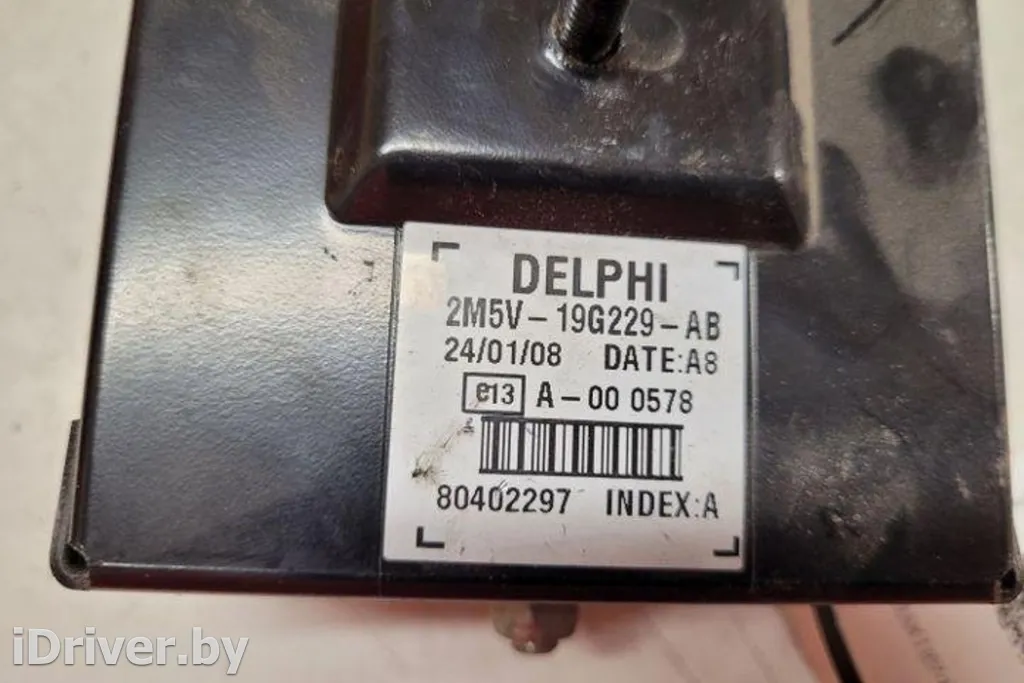 DELPHI
2M5V-19G229-AB
24/01/08 DATE:A8
e13 A-00 0578
80402297 INDEX:A
iDriver.by